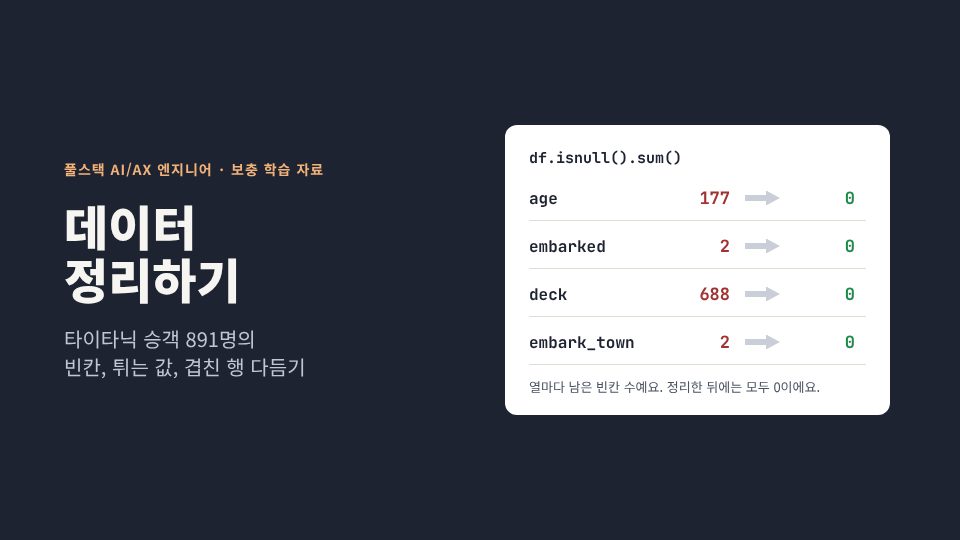 풀스택 AI/AX 엔지니어 · 보충 학습 자료
데이터
정리하기
타이타닉 승객 891명의
빈칸, 튀는 값, 겹친 행 다듬기
df.isnull().sum()
age 177 0
embarked 2 0
deck 688 0
embark_town 2 0
열마다 남은 빈칸 수예요. 정리한 뒤에는 모두 0이에요.